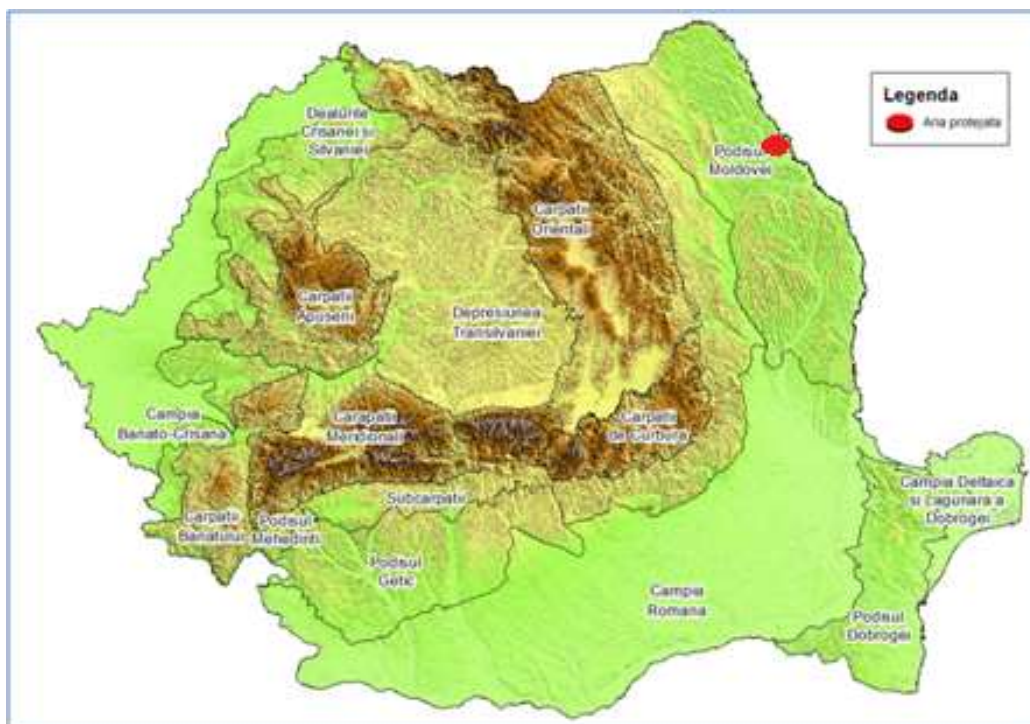 Legenda
Aria protejata
Dealurile
Crisanei si
Silvaniei
Podisul
Moldovei
Carpatii
Orientali
Carpatii
Apuseni
Depresiunea
Transilvaniei
Campia
Banato-Crisana
Carapatii
Meridionali
Carpatii
de Curbura
Subcarpatii
Campia Deltaica
si Lagunara a
Dobrogei
Carpatii
Banatului
Podisul
Mehedinti
Podisul
Getic
Campia
Romana
Podisul
Dobrogei